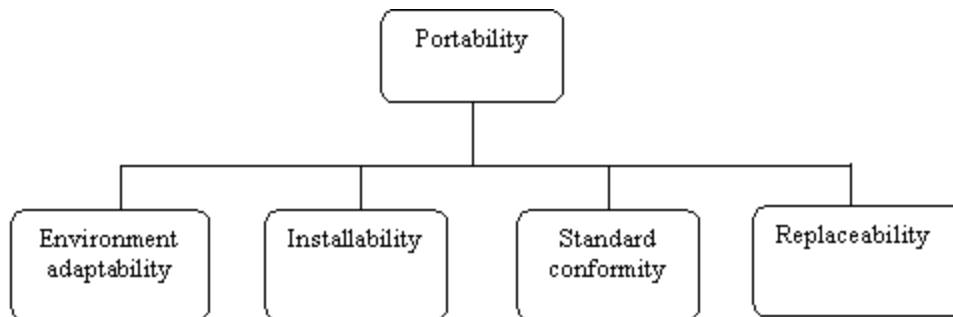 Portability
Environment
adaptability
Installability
Standard
conformity
Replaceability